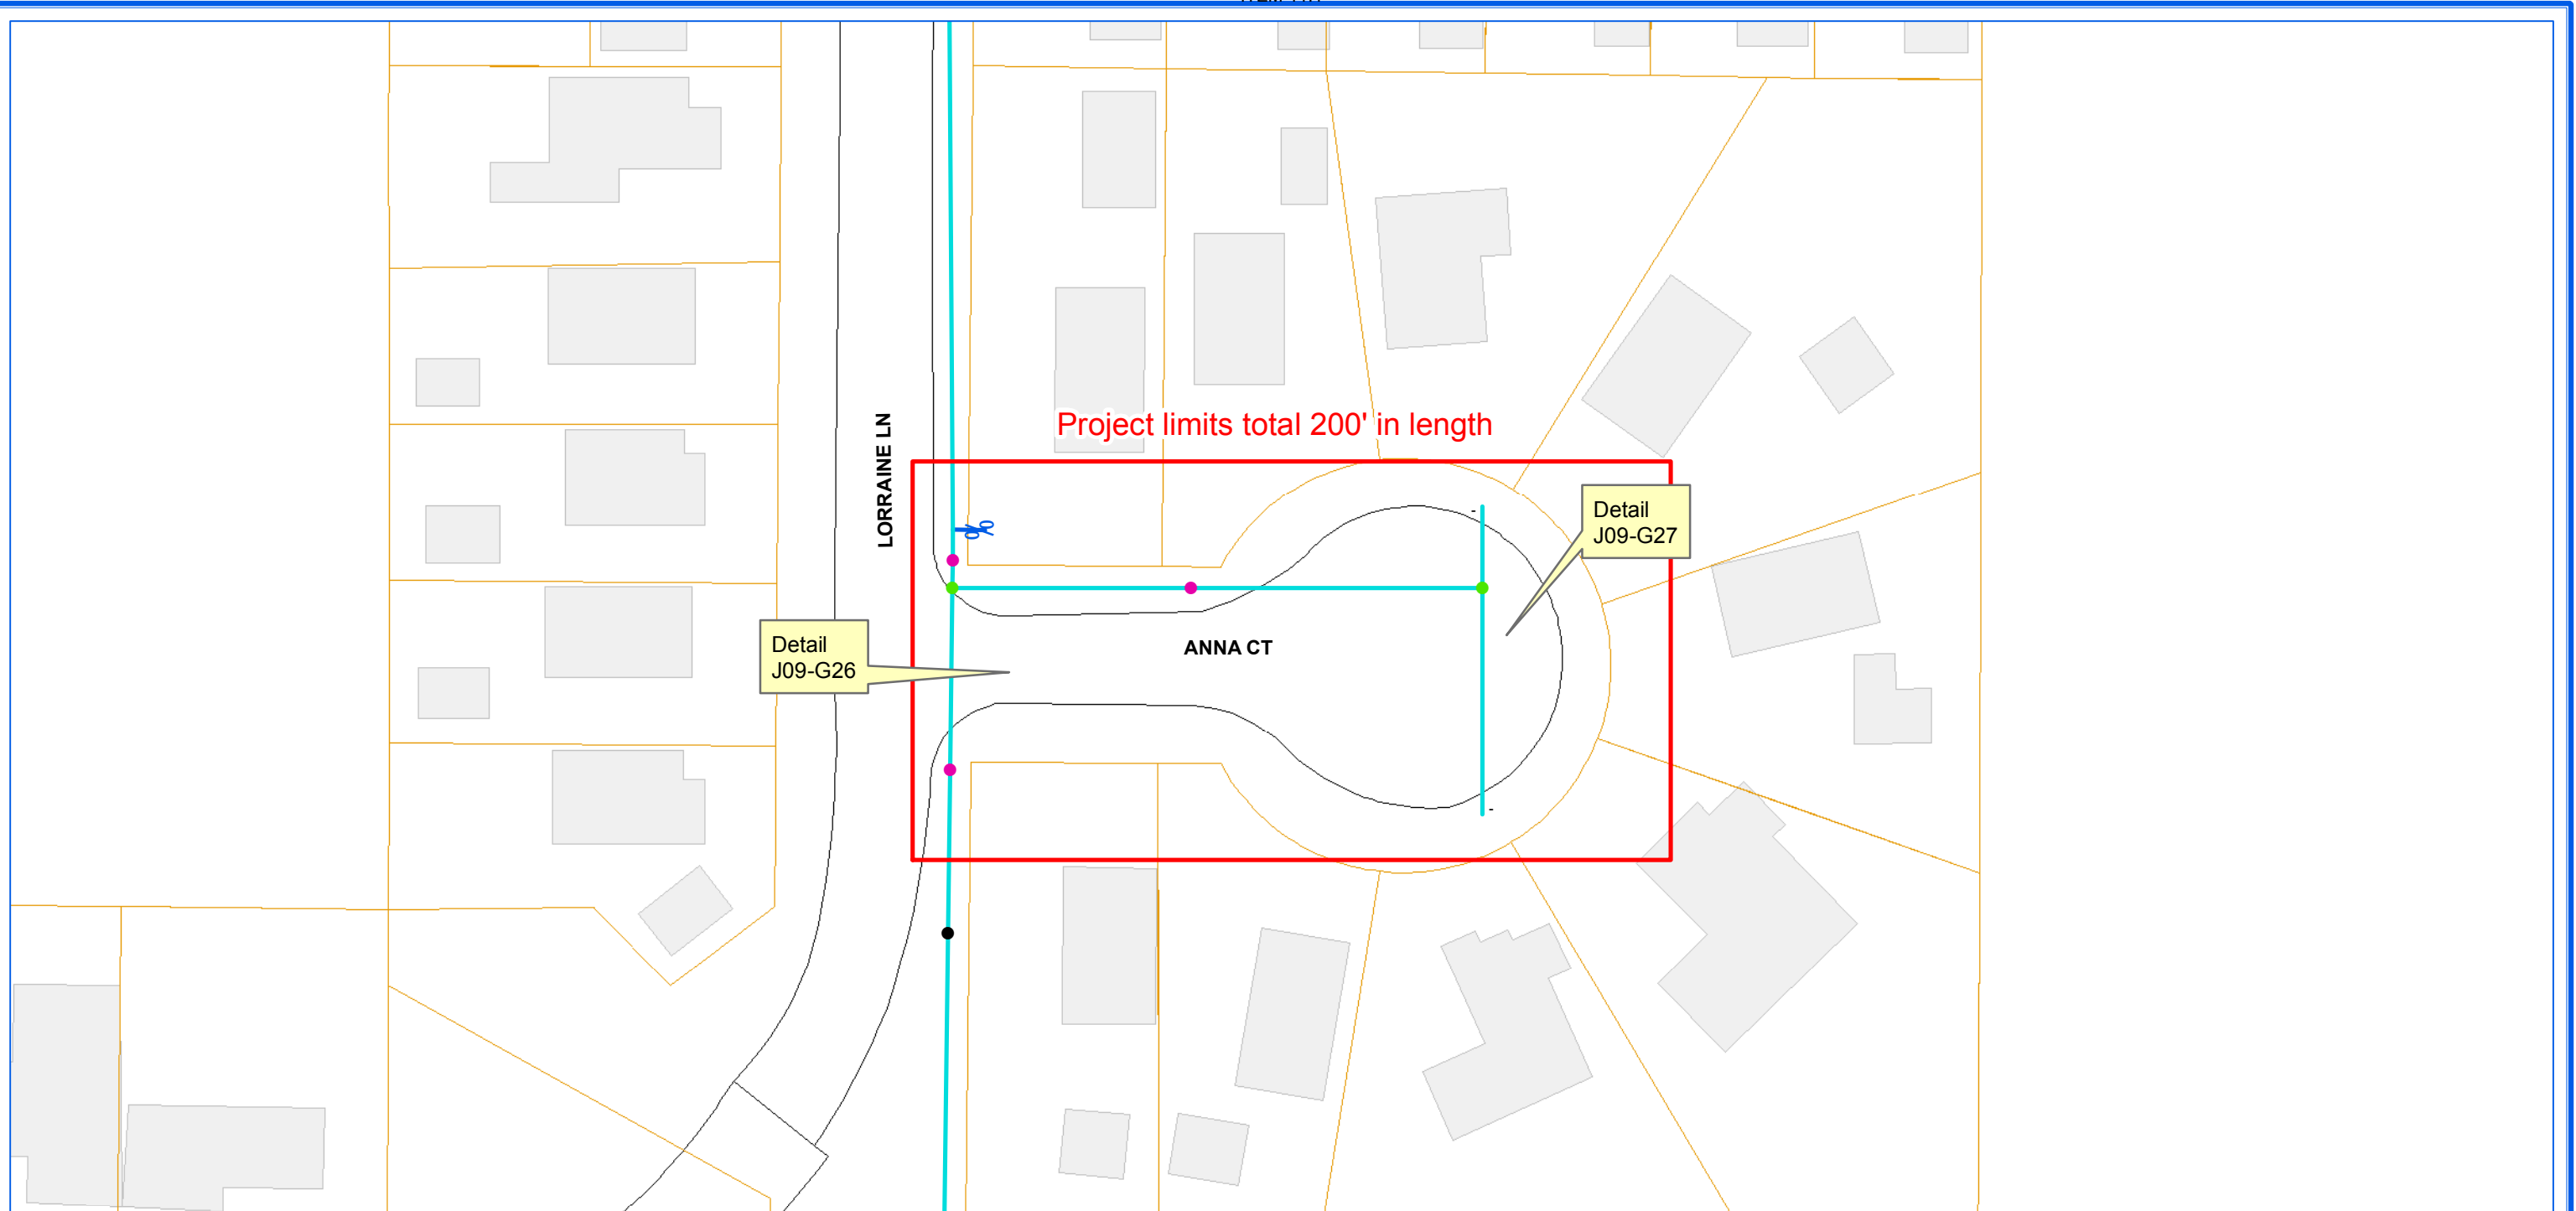 Project limits total 200' in length
LORRAINE LN
Detail
J09-G27
Detail
J09-G26
ANNA CT